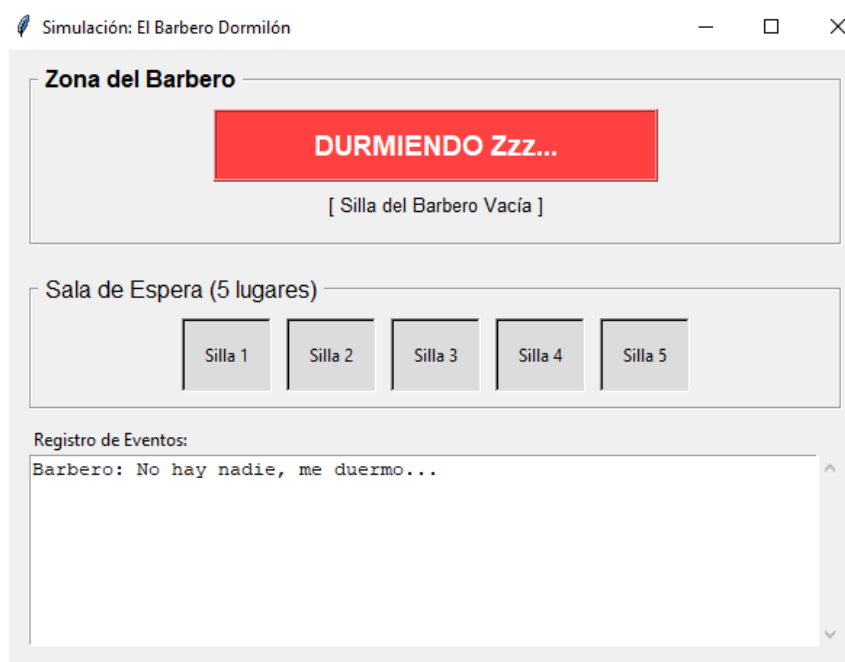 Simulación: El Barbero Dormilón
Zona del Barbero
DURMIENDO Zzz...
[ Silla del Barbero Vacía ]
Sala de Espera (5 lugares)
Silla 1
Silla 2
Silla 3
Silla 4
Silla 5
Registro de Eventos:
Barbero: No hay nadie, me duermo...